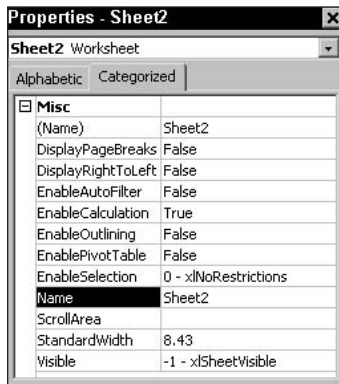 Properties - Sheet2
Sheet2 Worksheet
Alphabetic Categorized
Misc
(Name) Sheet2
DisplayPageBreaks False
DisplayRightToLeft False
EnableAutoFilter False
EnableCalculation True
EnableOutlining False
EnablePivotTable False
EnableSelection 0 - xlNoRestrictions
Name Sheet2
ScrollArea
StandardWidth 8.43
Visible -1 - xlSheetVisible